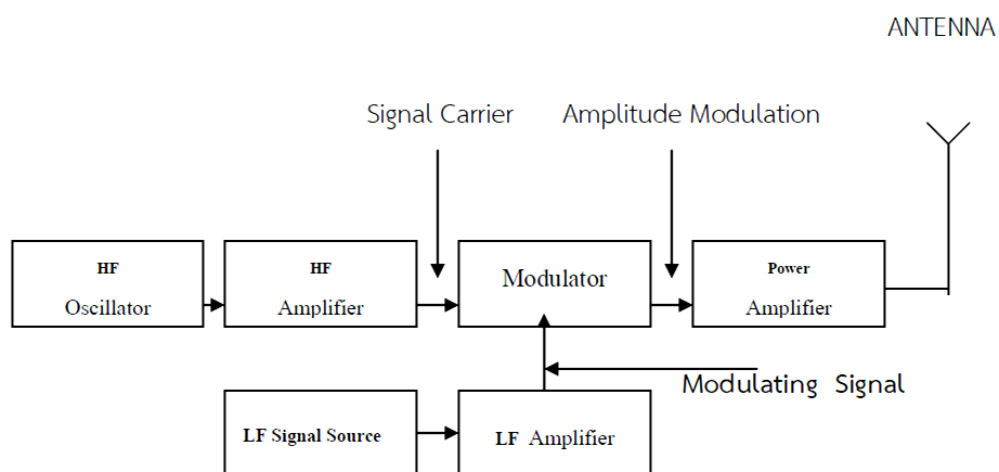 ANTENNA
Signal Carrier
Amplitude Modulation
HF
Oscillator
HF
Amplifier
Modulator
Power
Amplifier
Modulating Signal
LF Signal Source
LF Amplifier